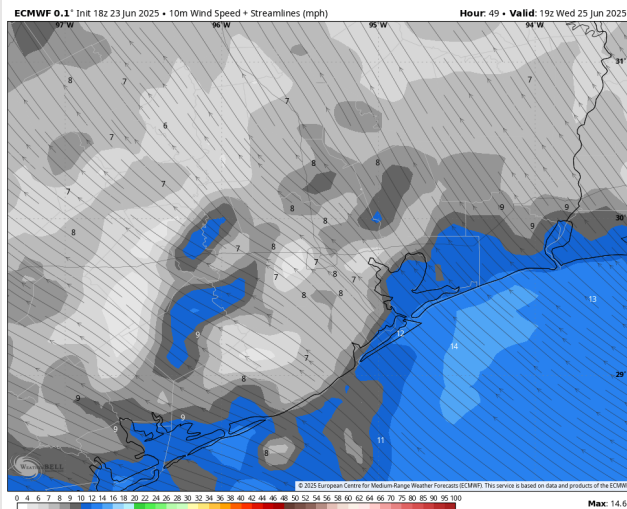 ECMWF 0.1° Init 18z 23 Jun 2025 • 10m Wind Speed + Streamlines (mph) Hour: 49 • Valid: 19z Wed 25 Jun 2025
97°W 96°W 95°W 94°W
31°
8 7 7 7
6 7
8 8
7 7
8 9 9 30°
8 8 9
7 8
7 7 8 7
8 8 13
9 12
14
7 29°
8
9
9 9
11
8
WeatherBELL
© 2025 European Centre for Medium-Range Weather Forecasts (ECMWF). This service is based on data and products of the ECMWF
0 4 6 7 8 9 10 12 14 16 18 20 22 24 26 28 30 32 34 36 38 40 42 44 46 48 50 52 54 56 58 60 62 64 66 68 70 75 80 85 90 95 100
Max: 14.6